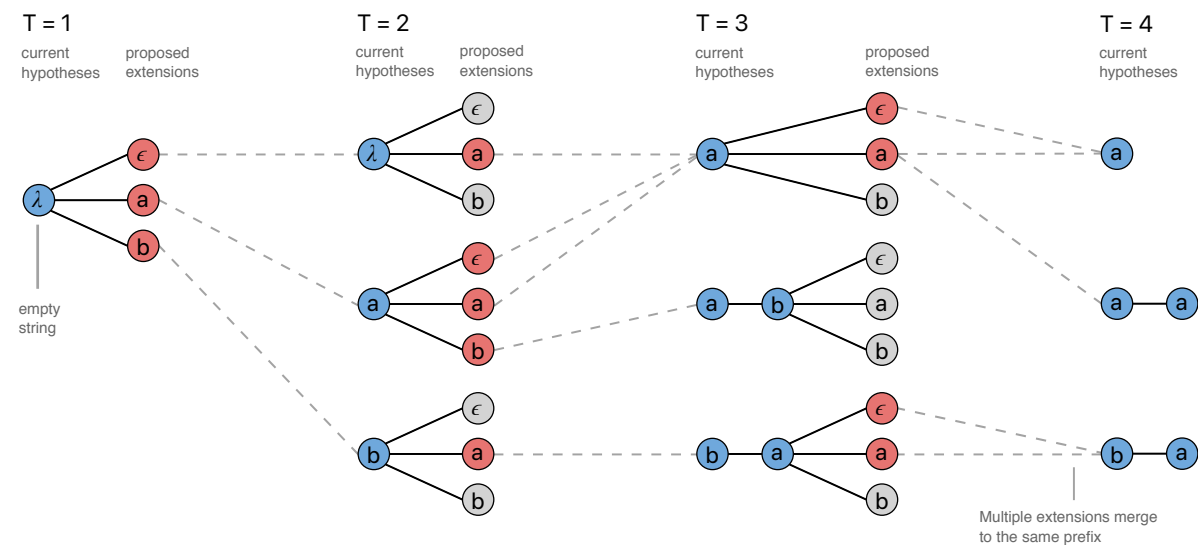 T = 1
T = 2
T = 3
T = 4
current
hypotheses
proposed
extensions
current
hypotheses
proposed
extensions
current
hypotheses
proposed
extensions
current
hypotheses
λ
ϵ
a
b
empty
string
λ
ϵ
a
b
a
ϵ
a
b
b
ϵ
a
b
a
ϵ
a
b
a b
ϵ
a
b
b a
ϵ
a
b
a
a a
b a
Multiple extensions merge
to the same prefix